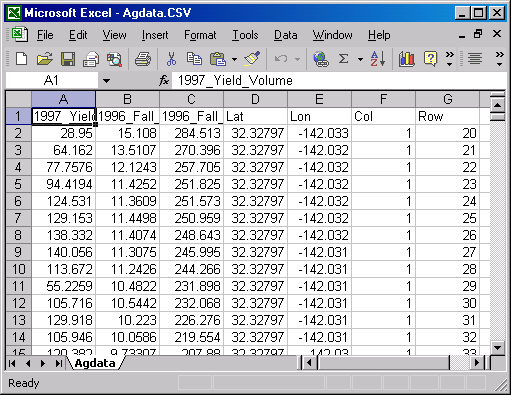 Microsoft Excel - Agdata.CSV
File Edit View Insert Format Tools Data Window Help
A1 fx 1997_Yield_Volume
A B C D E F G
1 1997_Yield 1996_Fall 1996_Fall Lat Lon Col Row
2 28.95 15.108 284.513 32.32797 -142.033 1 20
3 64.162 13.5107 270.396 32.32797 -142.032 1 21
4 77.7576 12.1243 257.705 32.32797 -142.032 1 22
5 94.4194 11.4252 251.825 32.32797 -142.032 1 23
6 124.531 11.3609 251.573 32.32797 -142.032 1 24
7 129.153 11.4498 250.959 32.32797 -142.032 1 25
8 138.332 11.4074 248.643 32.32797 -142.032 1 26
9 140.056 11.3075 245.995 32.32797 -142.031 1 27
10 113.672 11.2426 244.266 32.32797 -142.031 1 28
11 55.2259 10.4822 231.898 32.32797 -142.031 1 29
12 105.716 10.5442 232.068 32.32797 -142.031 1 30
13 129.918 10.223 226.276 32.32797 -142.031 1 31
14 105.946 10.0586 219.554 32.32797 -142.031 1 32
15 120.382 9.73307 207.88 32.32797 -142.03 1 33
Agdata
Ready